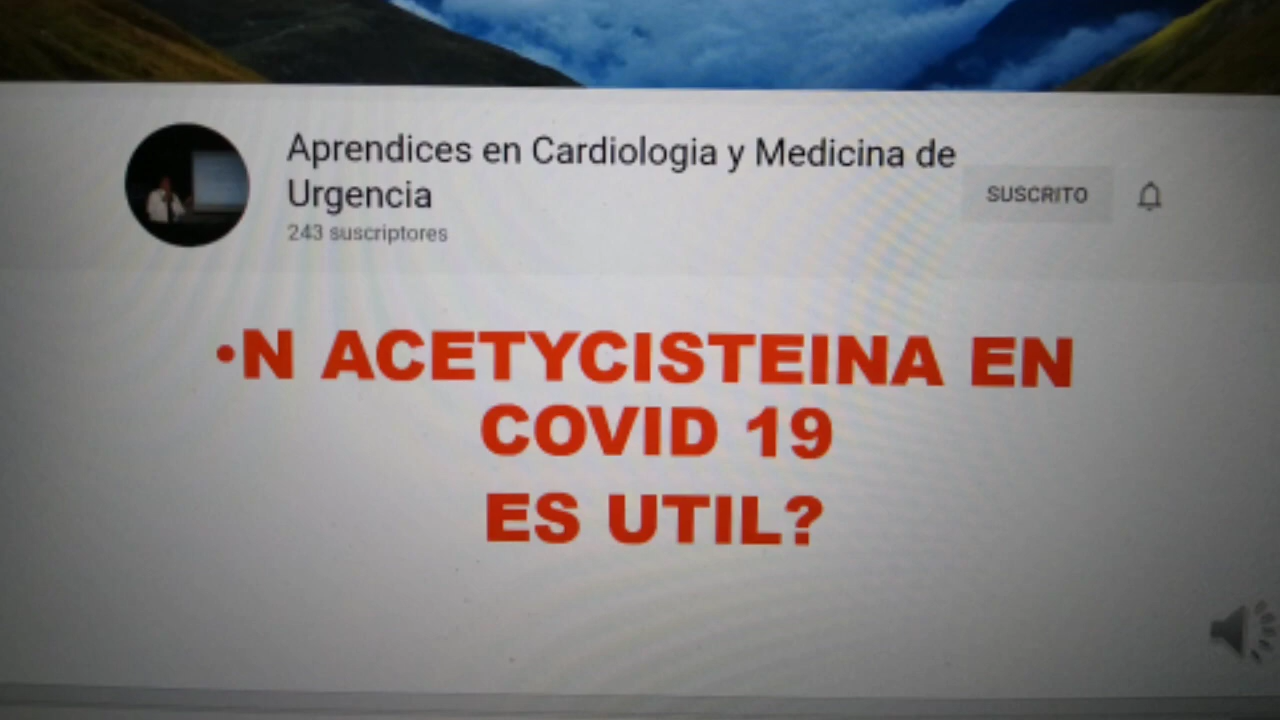 Aprendices en Cardiologia y Medicina de
Urgencia
243 suscriptores
SUSCRITO
•N ACETYCISTEINA EN
COVID 19
ES UTIL?